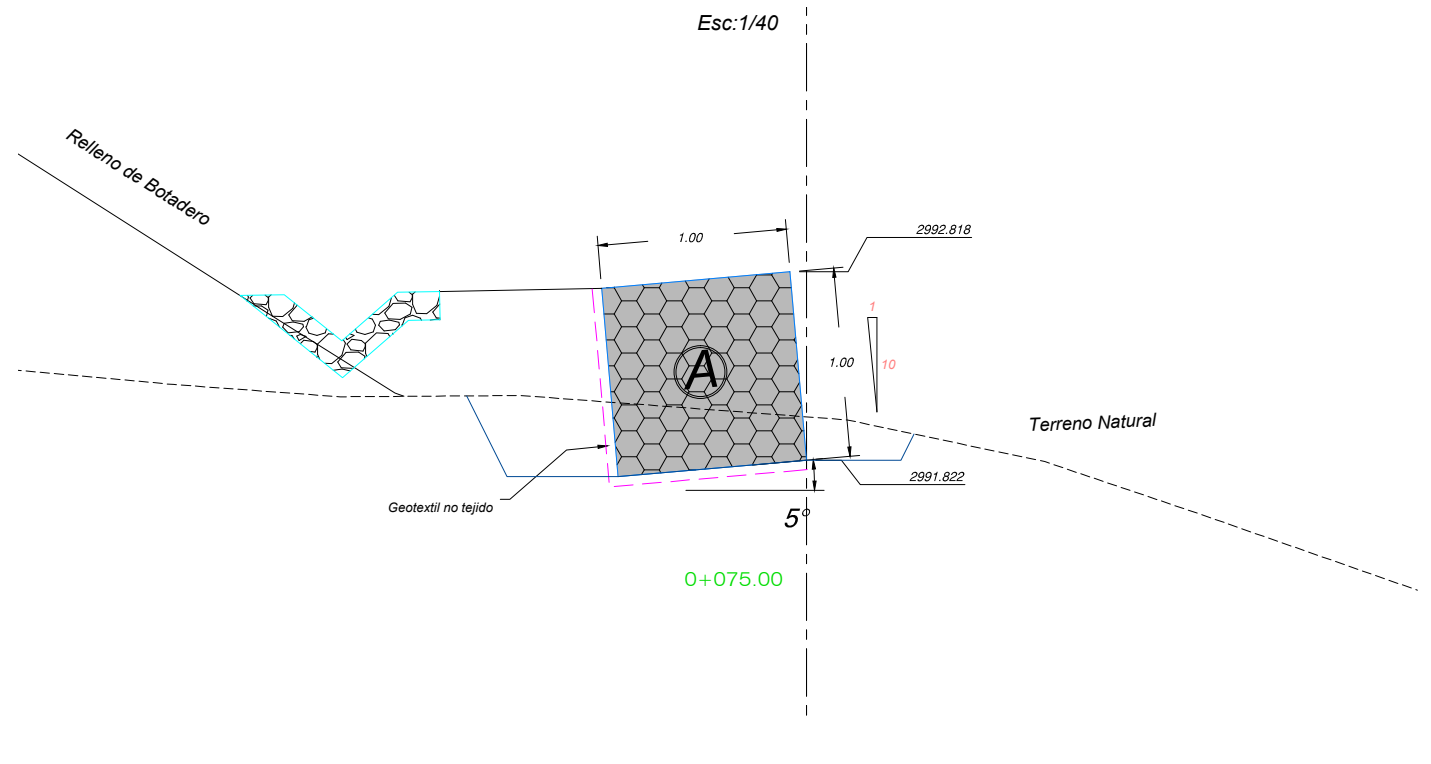 Esc:1/40
Relleno de Botadero
1.00
2992.818
1
10
1.00
A
Terreno Natural
2991.822
Geotextil no tejido
5°
0+075.00